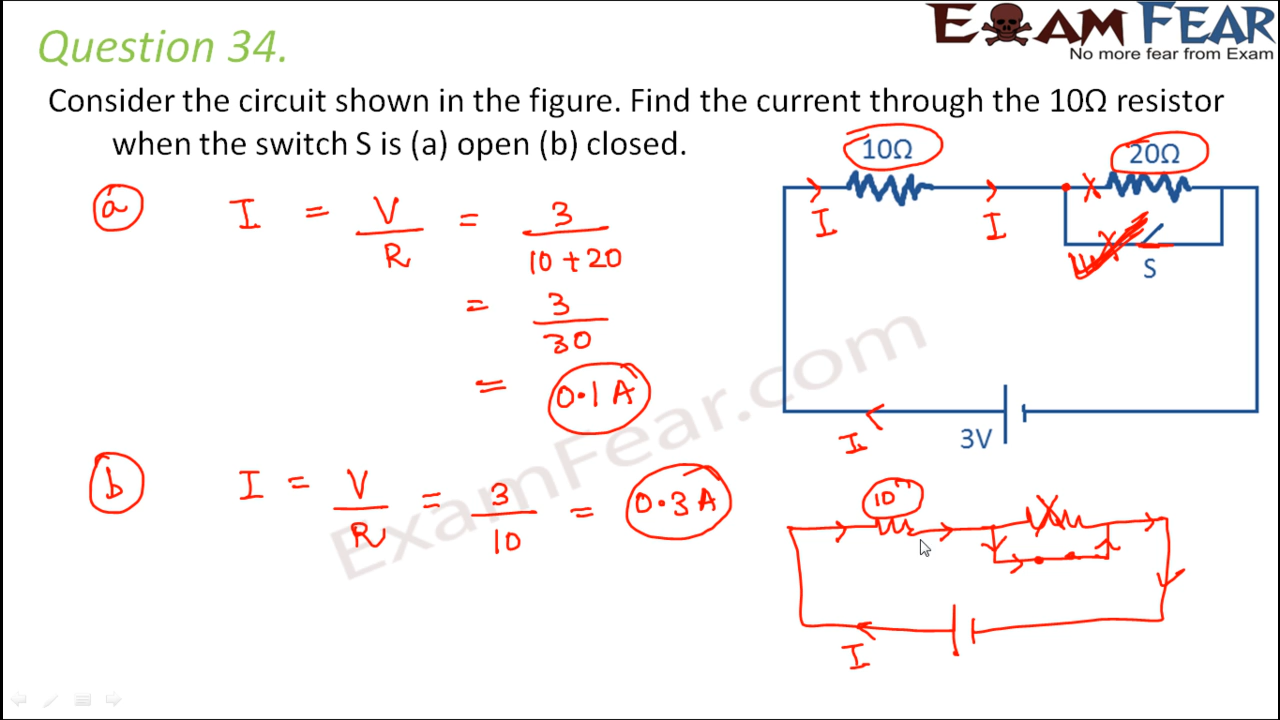 EXAM FEAR
No more fear from Exam
Question 34.
Consider the circuit shown in the figure. Find the current through the 10Ω resistor
when the switch S is (a) open (b) closed.
10Ω
20Ω
I
I
S
3V
I
a
I = V/R = 3/(10+20)
= 3/30
= 0.1 A
b
I = V/R = 3/10 = 0.3 A
10
I
ExamFear.com